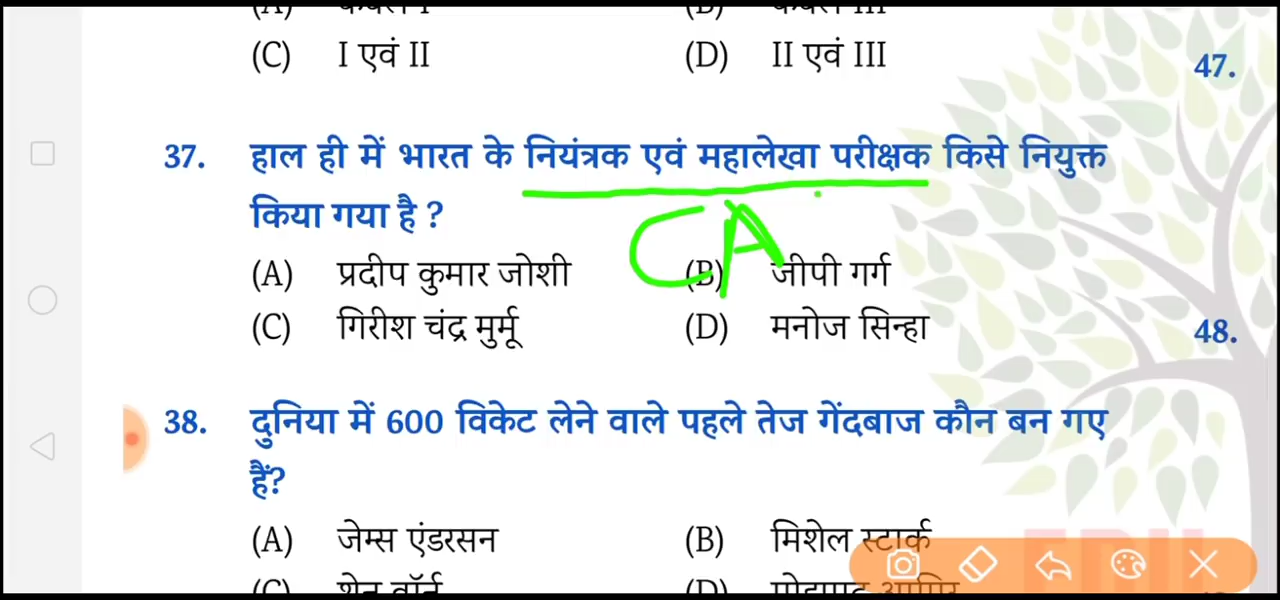 (C) I एवं II (D) II एवं III
47.
37. हाल ही में भारत के नियंत्रक एवं महालेखा परीक्षक किसे नियुक्त
किया गया है ?
CA
(A) प्रदीप कुमार जोशी (B) जीपी गर्ग
(C) गिरीश चंद्र मुर्मू (D) मनोज सिन्हा
48.
38. दुनिया में 600 विकेट लेने वाले पहले तेज गेंदबाज कौन बन गए
हैं?
(A) जेम्स एंडरसन (B) मिशेल स्टार्क